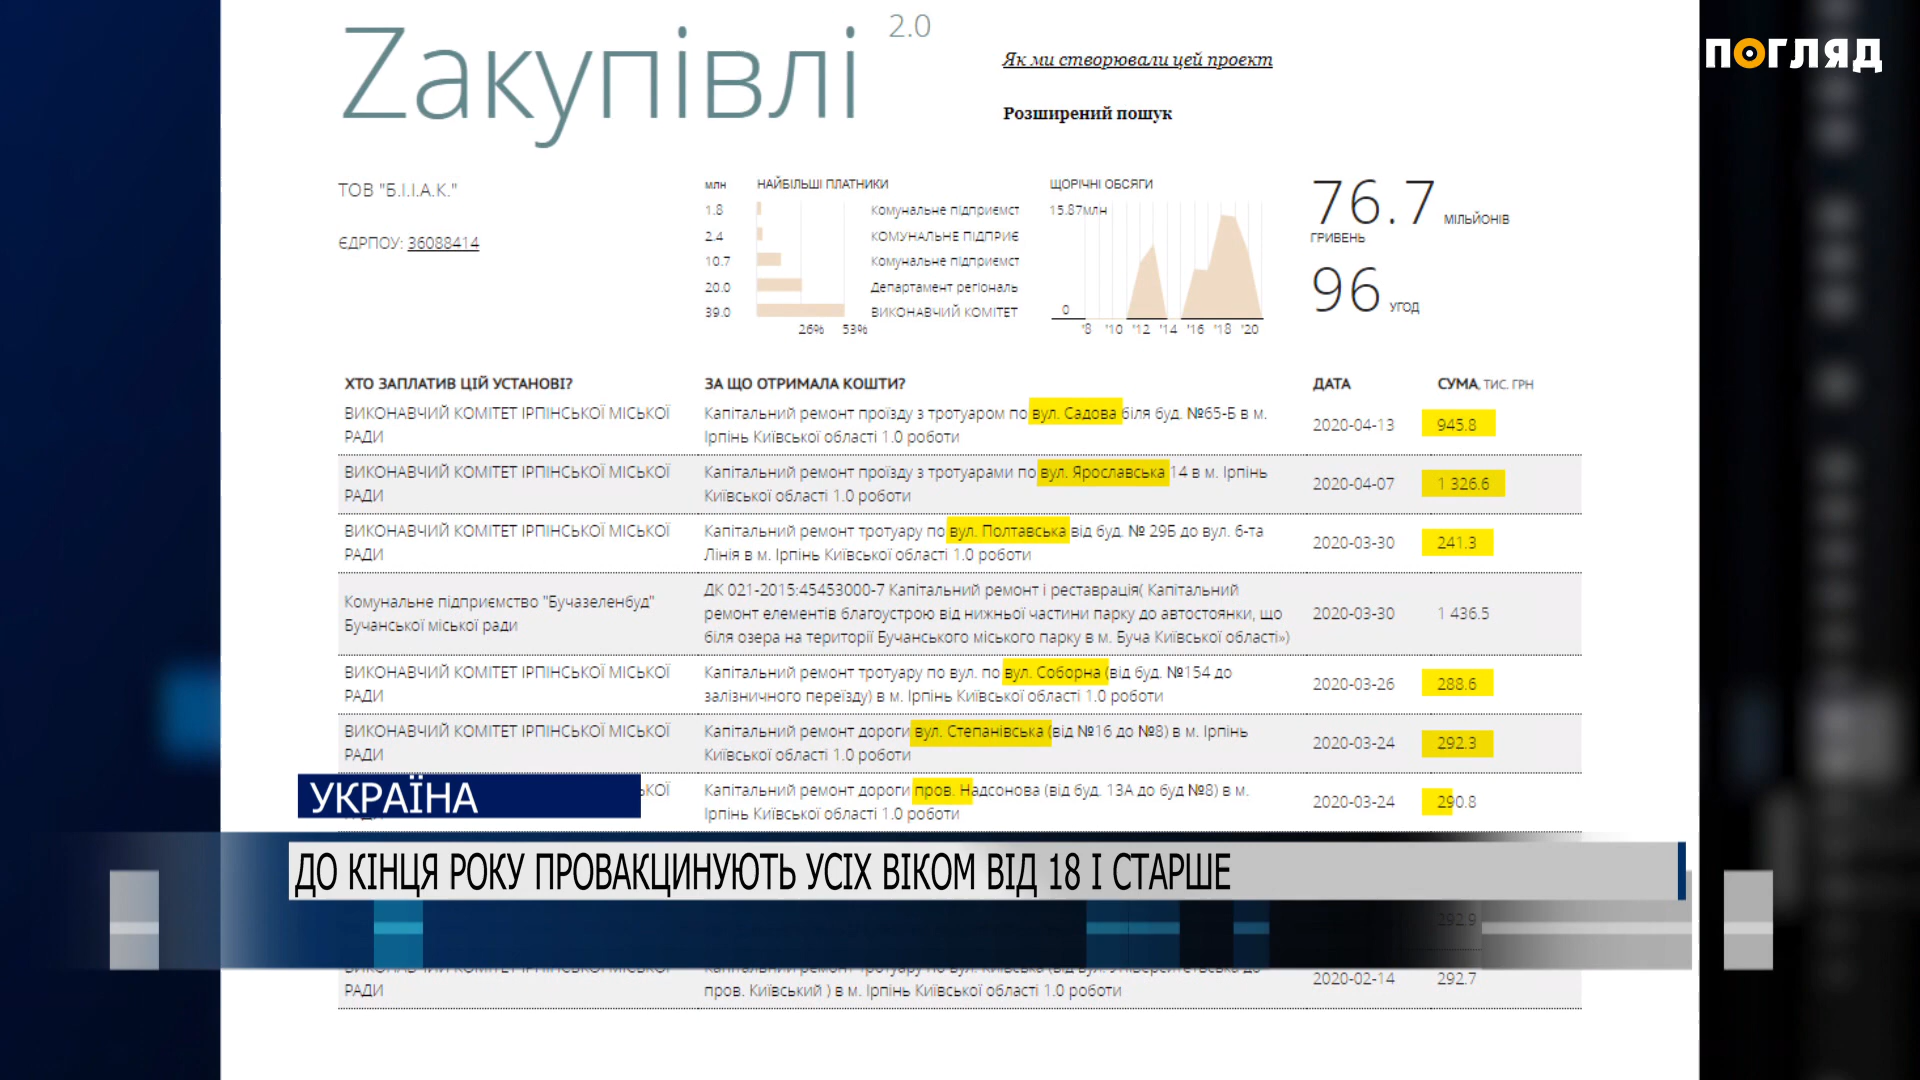 Zакупівлі 2.0
Як ми створювали цей проект
ПОГЛЯД
Розширений пошук
ТОВ "Б.І.І.А.К."
ЄДРПОУ: 36088414
млн НАЙБІЛЬШІ ПЛАТНИКИ
1.8 Комунальне підприємст
2.4 КОМУНАЛЬНЕ ПІДПРИЄ
10.7 Комунальне підприємст
20.0 Департамент регіональ
39.0 ВИКОНАВЧИЙ КОМІТЕТ
26% 53%
ЩОРІЧНІ ОБСЯГИ
15.87млн
0
'8 '10 '12 '14 '16 '18 '20
76.7 МІЛЬЙОНІВ
ГРИВЕНЬ
96 УГОД
ХТО ЗАПЛАТИВ ЦІЙ УСТАНОВІ? ЗА ЩО ОТРИМАЛА КОШТИ? ДАТА СУМА, ТИС. ГРН
ВИКОНАВЧИЙ КОМІТЕТ ІРПІНСЬКОЇ МІСЬКОЇ
РАДИ
Капітальний ремонт проїзду з тротуаром по вул. Садова біля буд. №65-Б в м.
Ірпінь Київської області 1.0 роботи
2020-04-13 945.8
ВИКОНАВЧИЙ КОМІТЕТ ІРПІНСЬКОЇ МІСЬКОЇ
РАДИ
Капітальний ремонт проїзду з тротуарами по вул. Ярославська 14 в м. Ірпінь
Київської області 1.0 роботи
2020-04-07 1 326.6
ВИКОНАВЧИЙ КОМІТЕТ ІРПІНСЬКОЇ МІСЬКОЇ
РАДИ
Капітальний ремонт тротуару по вул. Полтавська від буд. № 29Б до вул. 6-та
Лінія в м. Ірпінь Київської області 1.0 роботи
2020-03-30 241.3
Комунальне підприємство "Бучазеленбуд"
Бучанської міської ради
ДК 021-2015:45453000-7 Капітальний ремонт і реставрація( Капітальний
ремонт елементів благоустрою від нижньої частини парку до автостоянки, що
біля озера на території Бучанського міського парку в м. Буча Київської області»)
2020-03-30 1 436.5
ВИКОНАВЧИЙ КОМІТЕТ ІРПІНСЬКОЇ МІСЬКОЇ
РАДИ
Капітальний ремонт тротуару по вул. по вул. Соборна (від буд. №154 до
залізничного переїзду) в м. Ірпінь Київської області 1.0 роботи
2020-03-26 288.6
ВИКОНАВЧИЙ КОМІТЕТ ІРПІНСЬКОЇ МІСЬКОЇ
РАДИ
Капітальний ремонт дороги вул. Степанівська (від №16 до №8) в м. Ірпінь
Київської області 1.0 роботи
2020-03-24 292.3
Капітальний ремонт дороги пров. Надсонова (від буд. 13А до буд №8) в м.
Ірпінь Київської області 1.0 роботи
2020-03-24 290.8
УКРАЇНА
ДО КІНЦЯ РОКУ ПРОВАКЦИНУЮТЬ УСІХ ВІКОМ ВІД 18 І СТАРШЕ
292.9
РАДИ
пров. Київський ) в м. Ірпінь Київської області 1.0 роботи
2020-02-14 292.7